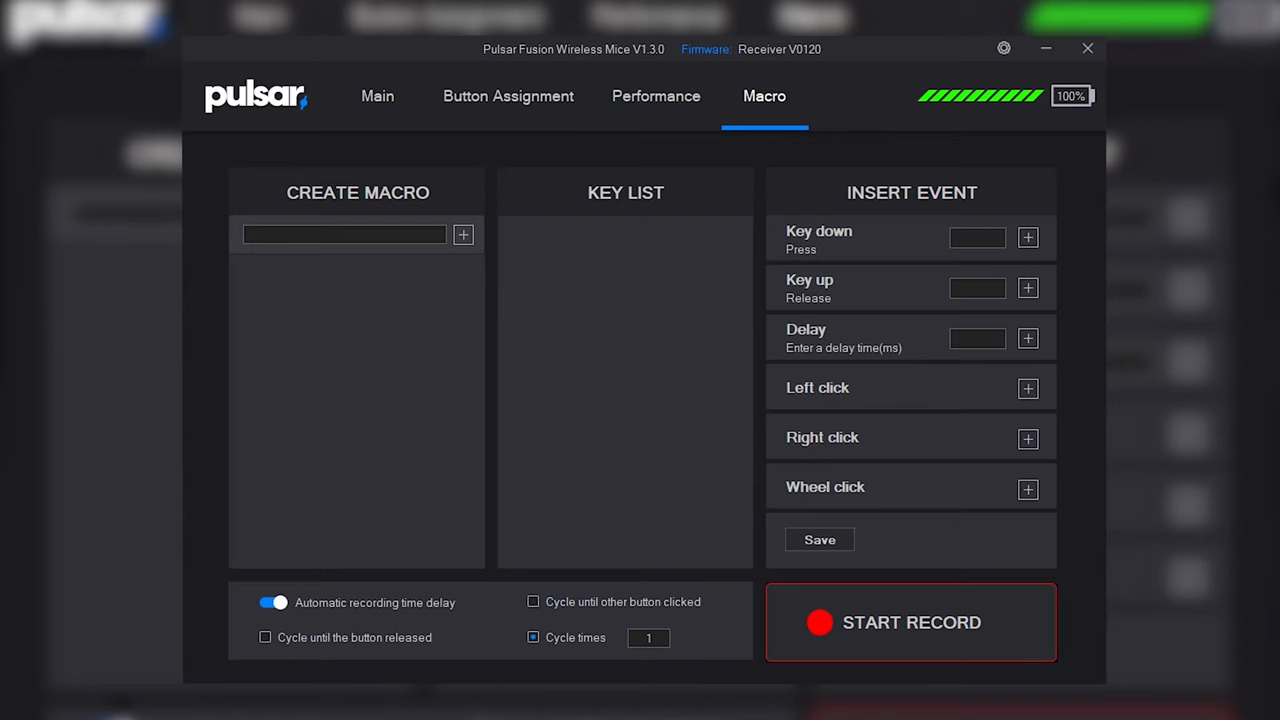 Pulsar Fusion Wireless Mice V1.3.0 Firmware: Receiver V0120
pulsar
Main Button Assignment Performance Macro
100%
CREATE MACRO
KEY LIST
INSERT EVENT
Key down
Press
Key up
Release
Delay
Enter a delay time(ms)
Left click
Right click
Wheel click
Save
Automatic recording time delay
Cycle until other button clicked
Cycle until the button released
Cycle times 1
START RECORD